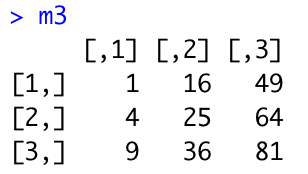 > m3
[,1] [,2] [,3]
[1,] 1 16 49
[2,] 4 25 64
[3,] 9 36 81